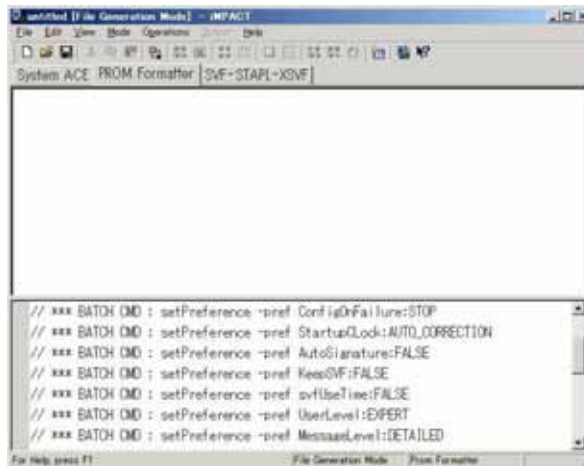 untitled [File Generation Mode] - iMPACT
File Edit View Mode Operations Output Help
System ACE PROM Formatter SVF-STAPL-XSVF
// *** BATCH CMD : setPreference -pref ConfigOnFailure:STOP
// *** BATCH CMD : setPreference -pref StartupCLock:AUTO_CORRECTION
// *** BATCH CMD : setPreference -pref AutoSignature:FALSE
// *** BATCH CMD : setPreference -pref KeepSVF:FALSE
// *** BATCH CMD : setPreference -pref svfUseTime:FALSE
// *** BATCH CMD : setPreference -pref UserLevel:EXPERT
// *** BATCH CMD : setPreference -pref MessageLevel:DETAILED
For Help, press F1 File Generation Mode Prom Formatter